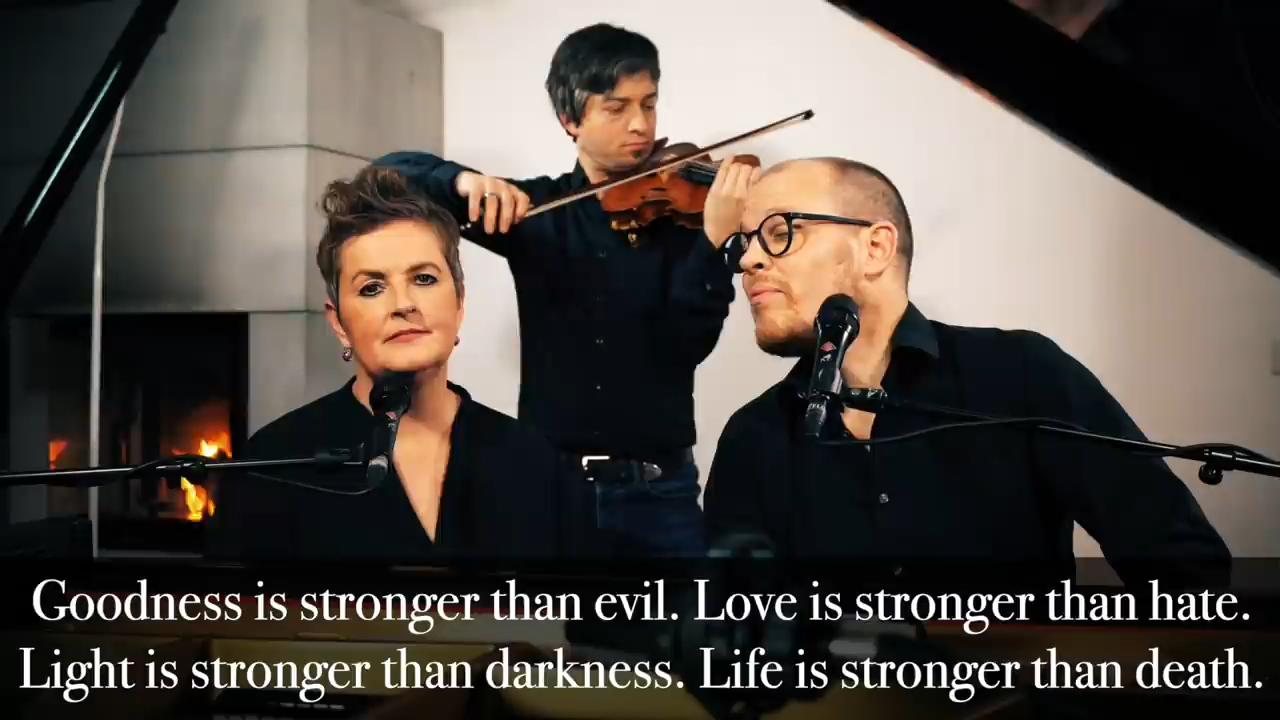 Goodness is stronger than evil. Love is stronger than hate.
Light is stronger than darkness. Life is stronger than death.